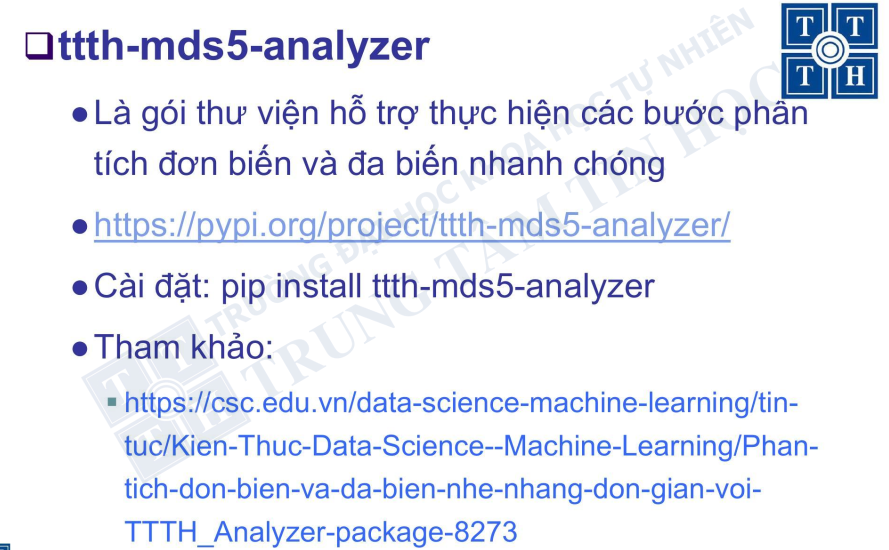 ttth-mds5-analyzer
T T
T H
Là gói thư viện hỗ trợ thực hiện các bước phân
tích đơn biến và đa biến nhanh chóng
https://pypi.org/project/ttth-mds5-analyzer/
Cài đặt: pip install ttth-mds5-analyzer
Tham khảo:
https://csc.edu.vn/data-science-machine-learning/tin-
tuc/Kien-Thuc-Data-Science--Machine-Learning/Phan-
tich-don-bien-va-da-bien-nhe-nhang-don-gian-voi-
TTTH_Analyzer-package-8273
TRƯỜNG ĐẠI HỌC KHOA HỌC TỰ NHIÊN
TRUNG TÂM TIN HỌC
T T
T H